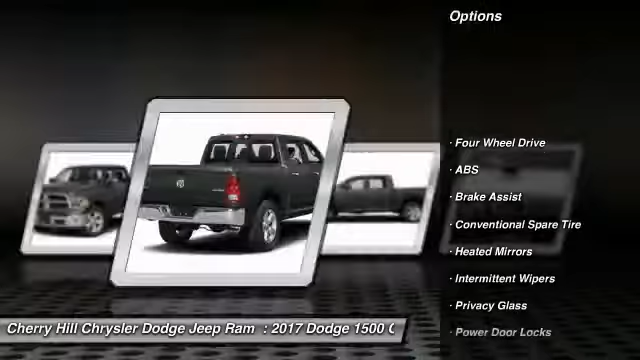 Options
· Four Wheel Drive
· ABS
· Brake Assist
· Conventional Spare Tire
· Heated Mirrors
· Intermittent Wipers
· Privacy Glass
· Power Door Locks
Cherry Hill Chrysler Dodge Jeep Ram : 2017 Dodge 1500